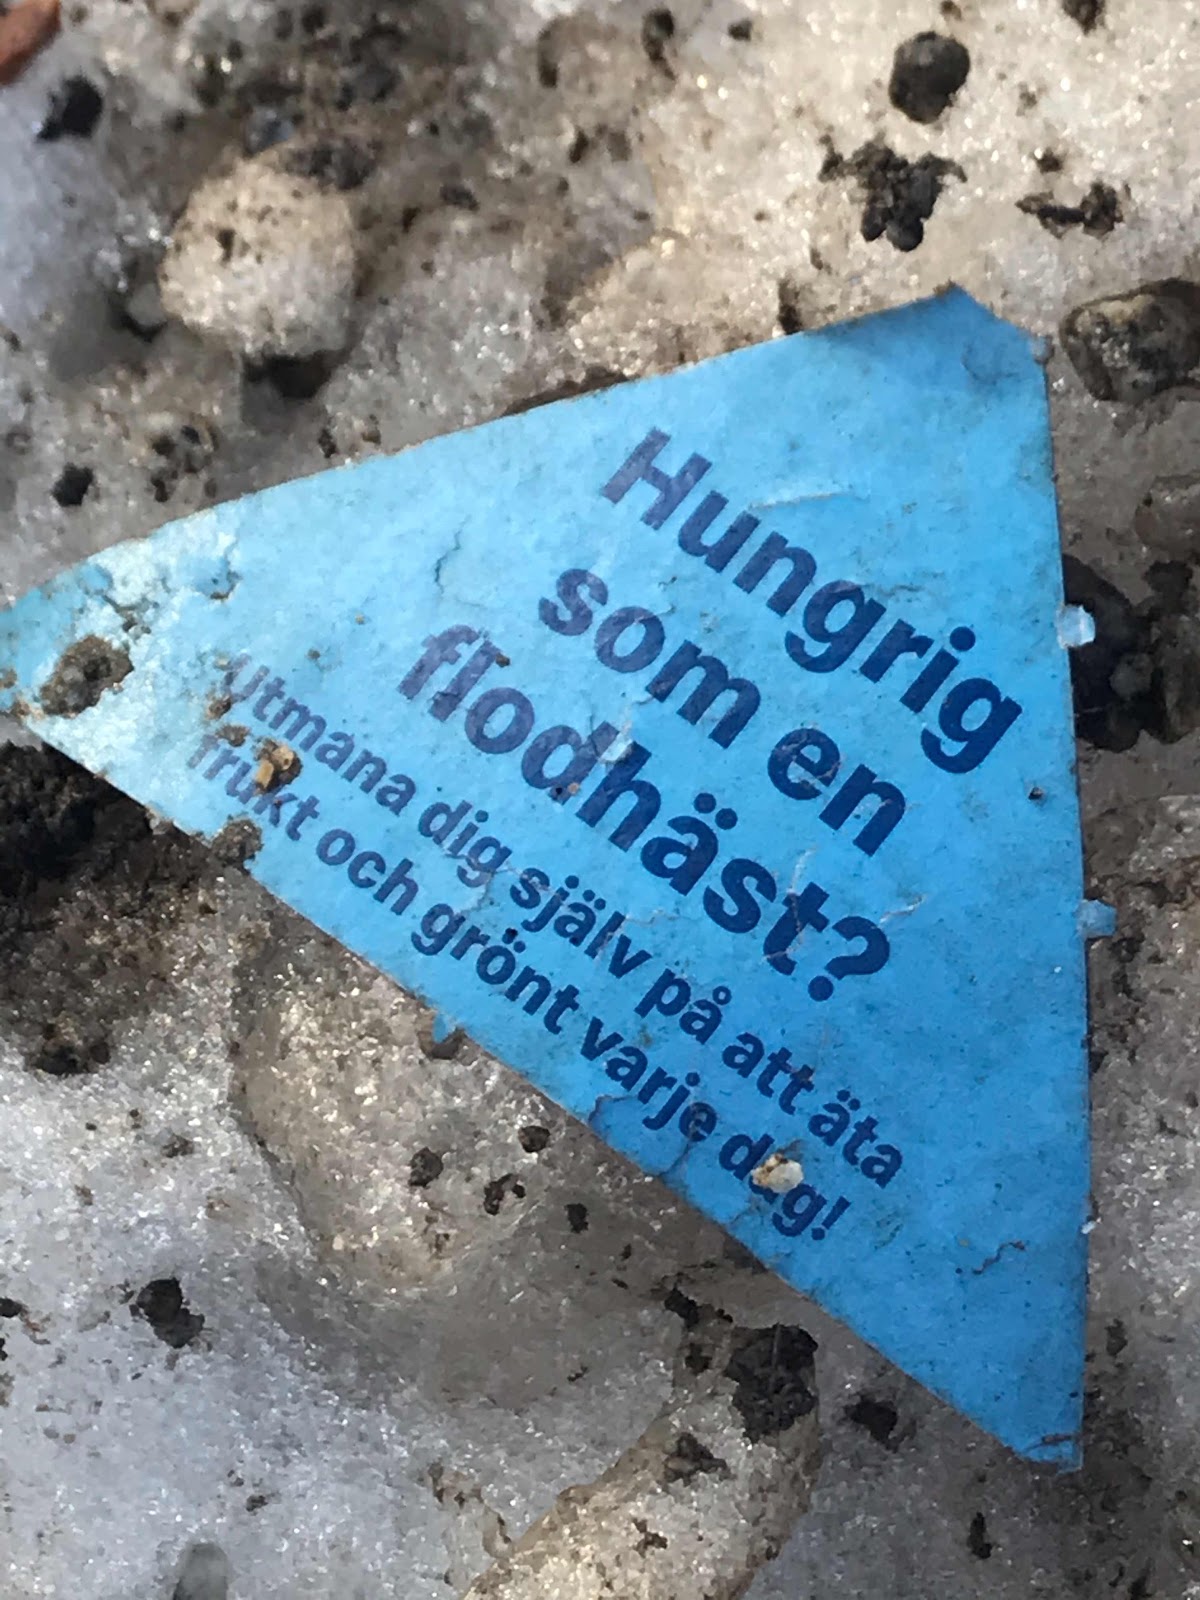 Hungrig
som en
flodhäst?
Utmana dig själv på att äta
frukt och grönt varje dag!